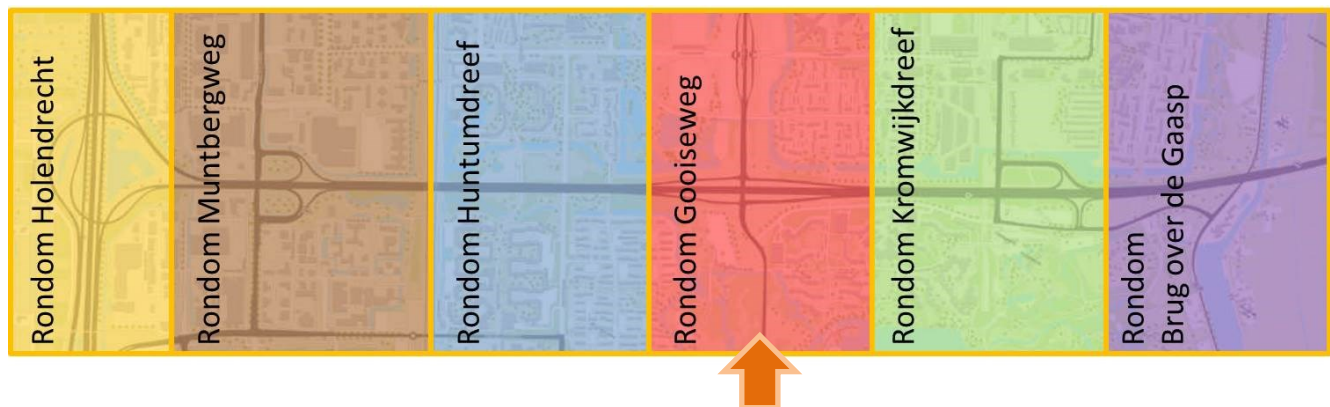 Rondom Holendrecht
Rondom Muntbergweg
Rondom Huntumdreef
Rondom Gooiseweg
Rondom Kromwijkdreef
Rondom
Brug over de Gaasp